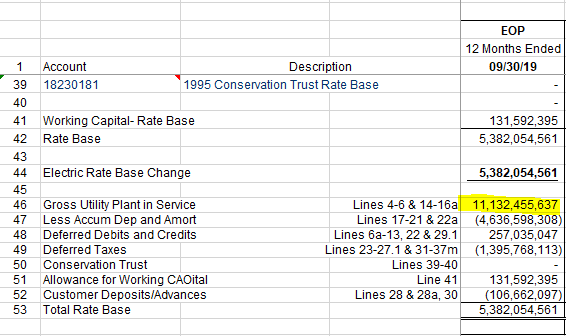 EOP
12 Months Ended
1 Account Description 09/30/19
39 18230181 1995 Conservation Trust Rate Base -
40 -
41 Working Capital- Rate Base 131,592,395
42 Rate Base 5,382,054,561
43
44 Electric Rate Base Change 5,382,054,561
45
46 Gross Utility Plant in Service Lines 4-6 & 14-16a 11,132,455,637
47 Less Accum Dep and Amort Lines 17-21 & 22a (4,636,598,308)
48 Deferred Debits and Credits Lines 6a-13, 22 & 29.1 257,035,047
49 Deferred Taxes Lines 23-27.1 & 31-37m (1,395,768,113)
50 Conservation Trust Lines 39-40 -
51 Allowance for Working CAOital Line 41 131,592,395
52 Customer Deposits/Advances Lines 28 & 28a, 30 (106,662,097)
53 Total Rate Base 5,382,054,561